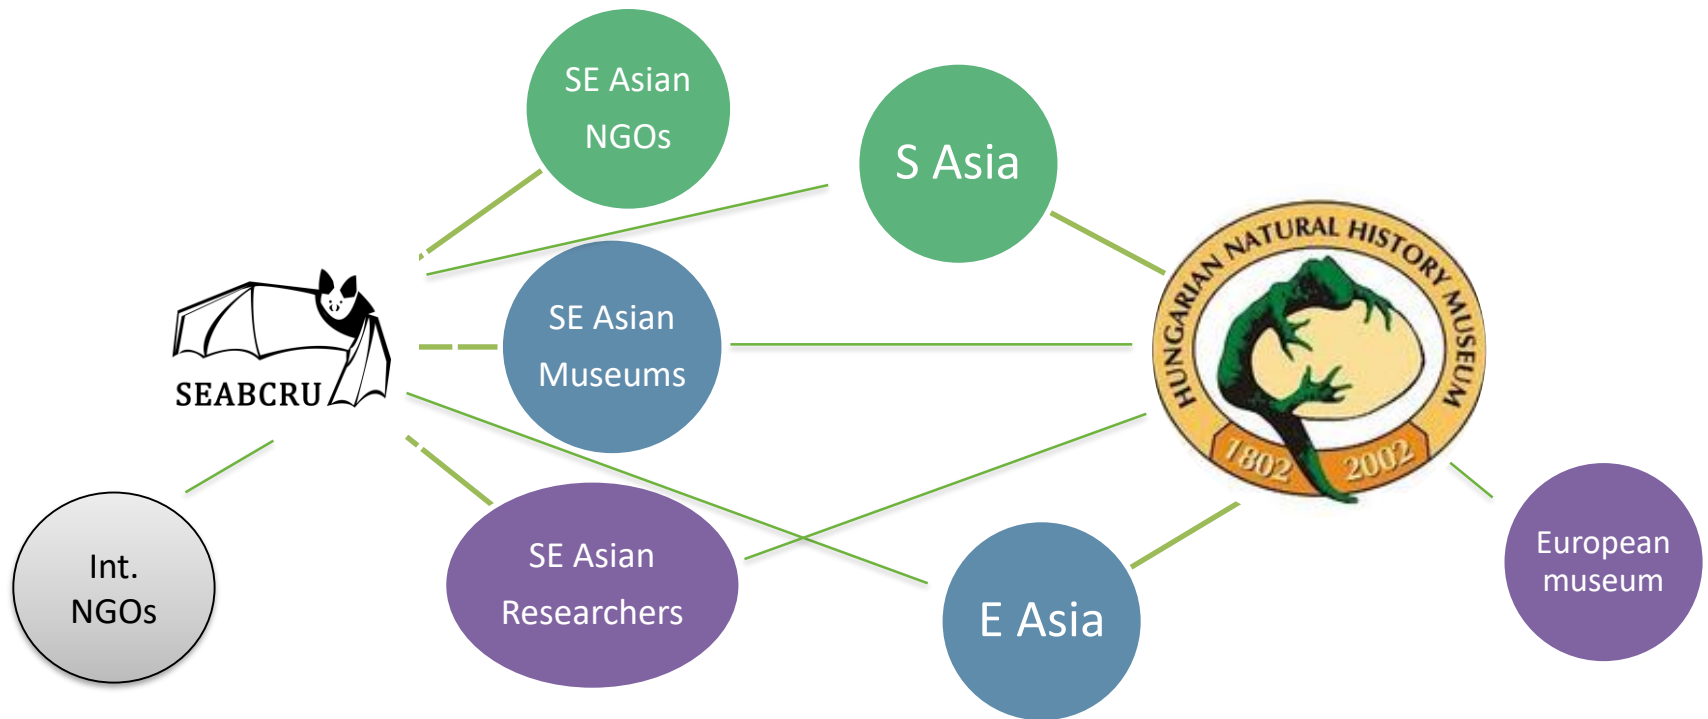 SE Asian
NGOs
S Asia
HUNGARIAN NATURAL HISTORY MUSEUM
1802 2002
SE Asian
Museums
SEABCRU
Int.
NGOs
SE Asian
Researchers
E Asia
European
museum